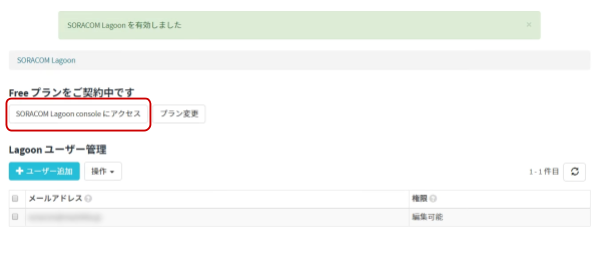 SORACOM Lagoon を有効しました ×
SORACOM Lagoon
Free プランをご契約中です
SORACOM Lagoon console にアクセス プラン変更
Lagoon ユーザー管理
+ ユーザー追加 操作 1 - 1 件目
メールアドレス ? 権限 ?
編集可能